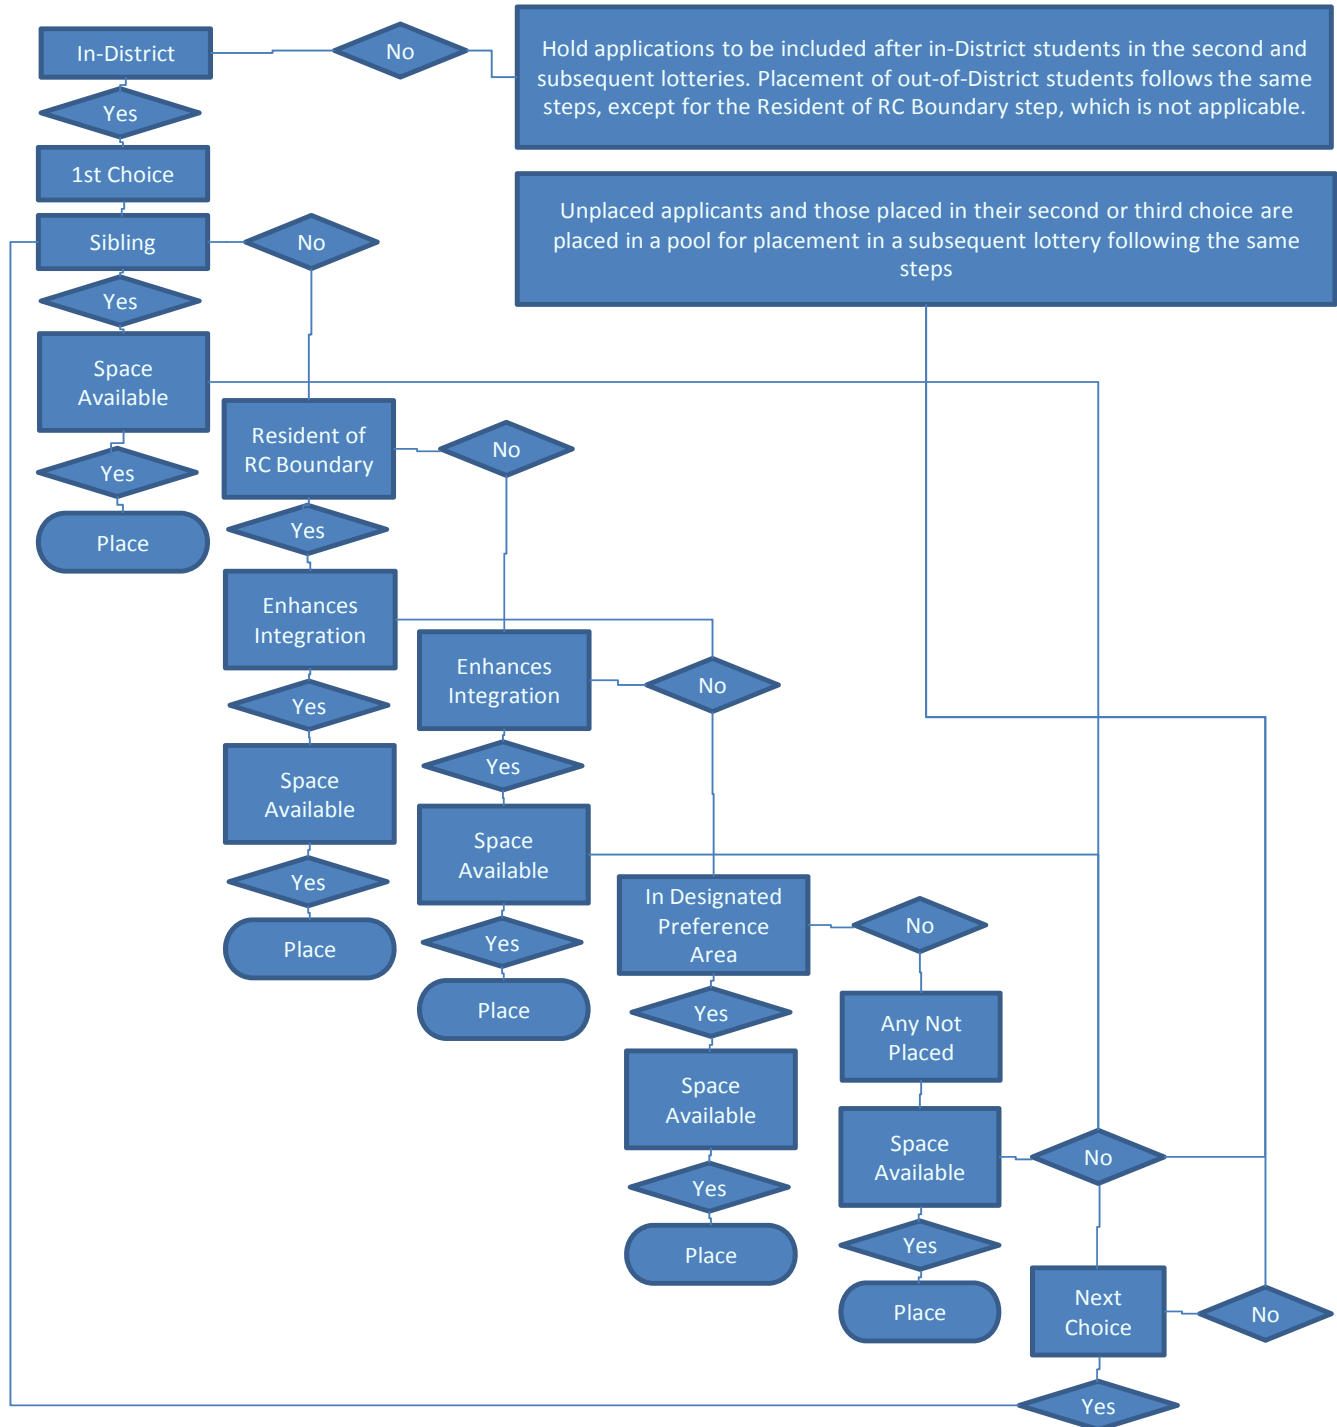 In-District
No
Hold applications to be included after in-District students in the second and
subsequent lotteries. Placement of out-of-District students follows the same
steps, except for the Resident of RC Boundary step, which is not applicable.
Yes
1st Choice
Sibling
No
Unplaced applicants and those placed in their second or third choice are
placed in a pool for placement in a subsequent lottery following the same
steps
Yes
Space
Available
Yes
Place
Resident of
RC Boundary
No
Yes
Enhances
Integration
Yes
Space
Available
Yes
Place
Enhances
Integration
No
Yes
Space
Available
Yes
Place
In Designated
Preference
Area
No
Yes
Space
Available
Yes
Place
Any Not
Placed
Space
Available
No
Yes
Place
Next
Choice
No
Yes